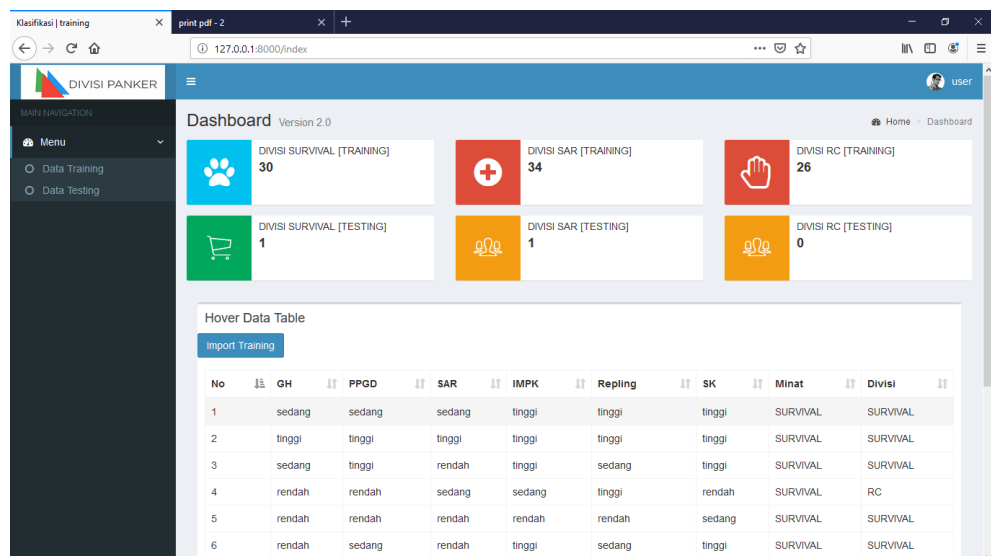 Klasifikasi | training
print pdf - 2
127.0.0.1:8000/index
DIVISI PANKER
user
MAIN NAVIGATION
Menu
Data Training
Data Testing
Dashboard Version 2.0
Home
Dashboard
DIVISI SURVIVAL [TRAINING]
30
DIVISI SAR [TRAINING]
34
DIVISI RC [TRAINING]
26
DIVISI SURVIVAL [TESTING]
1
DIVISI SAR [TESTING]
1
DIVISI RC [TESTING]
0
Hover Data Table
Import Training
No GH PPGD SAR IMPK Repling SK Minat Divisi
1 sedang sedang sedang tinggi tinggi tinggi SURVIVAL SURVIVAL
2 tinggi tinggi tinggi tinggi tinggi tinggi SURVIVAL SURVIVAL
3 sedang tinggi rendah tinggi sedang tinggi SURVIVAL SURVIVAL
4 rendah rendah sedang sedang tinggi rendah SURVIVAL RC
5 rendah rendah rendah rendah rendah sedang SURVIVAL SURVIVAL
6 rendah sedang rendah tinggi sedang tinggi SURVIVAL SURVIVAL